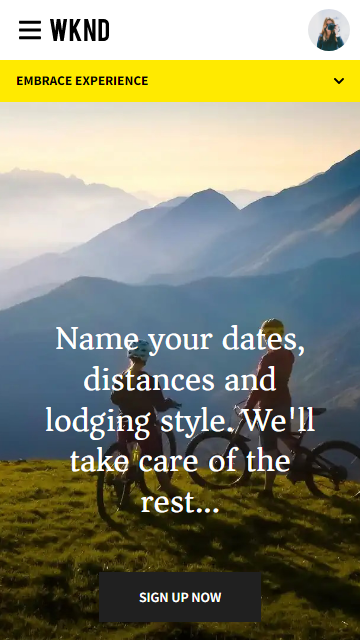 WKND
EMBRACE EXPERIENCE
Name your dates,
distances and
lodging style. We'll
take care of the
rest...
SIGN UP NOW